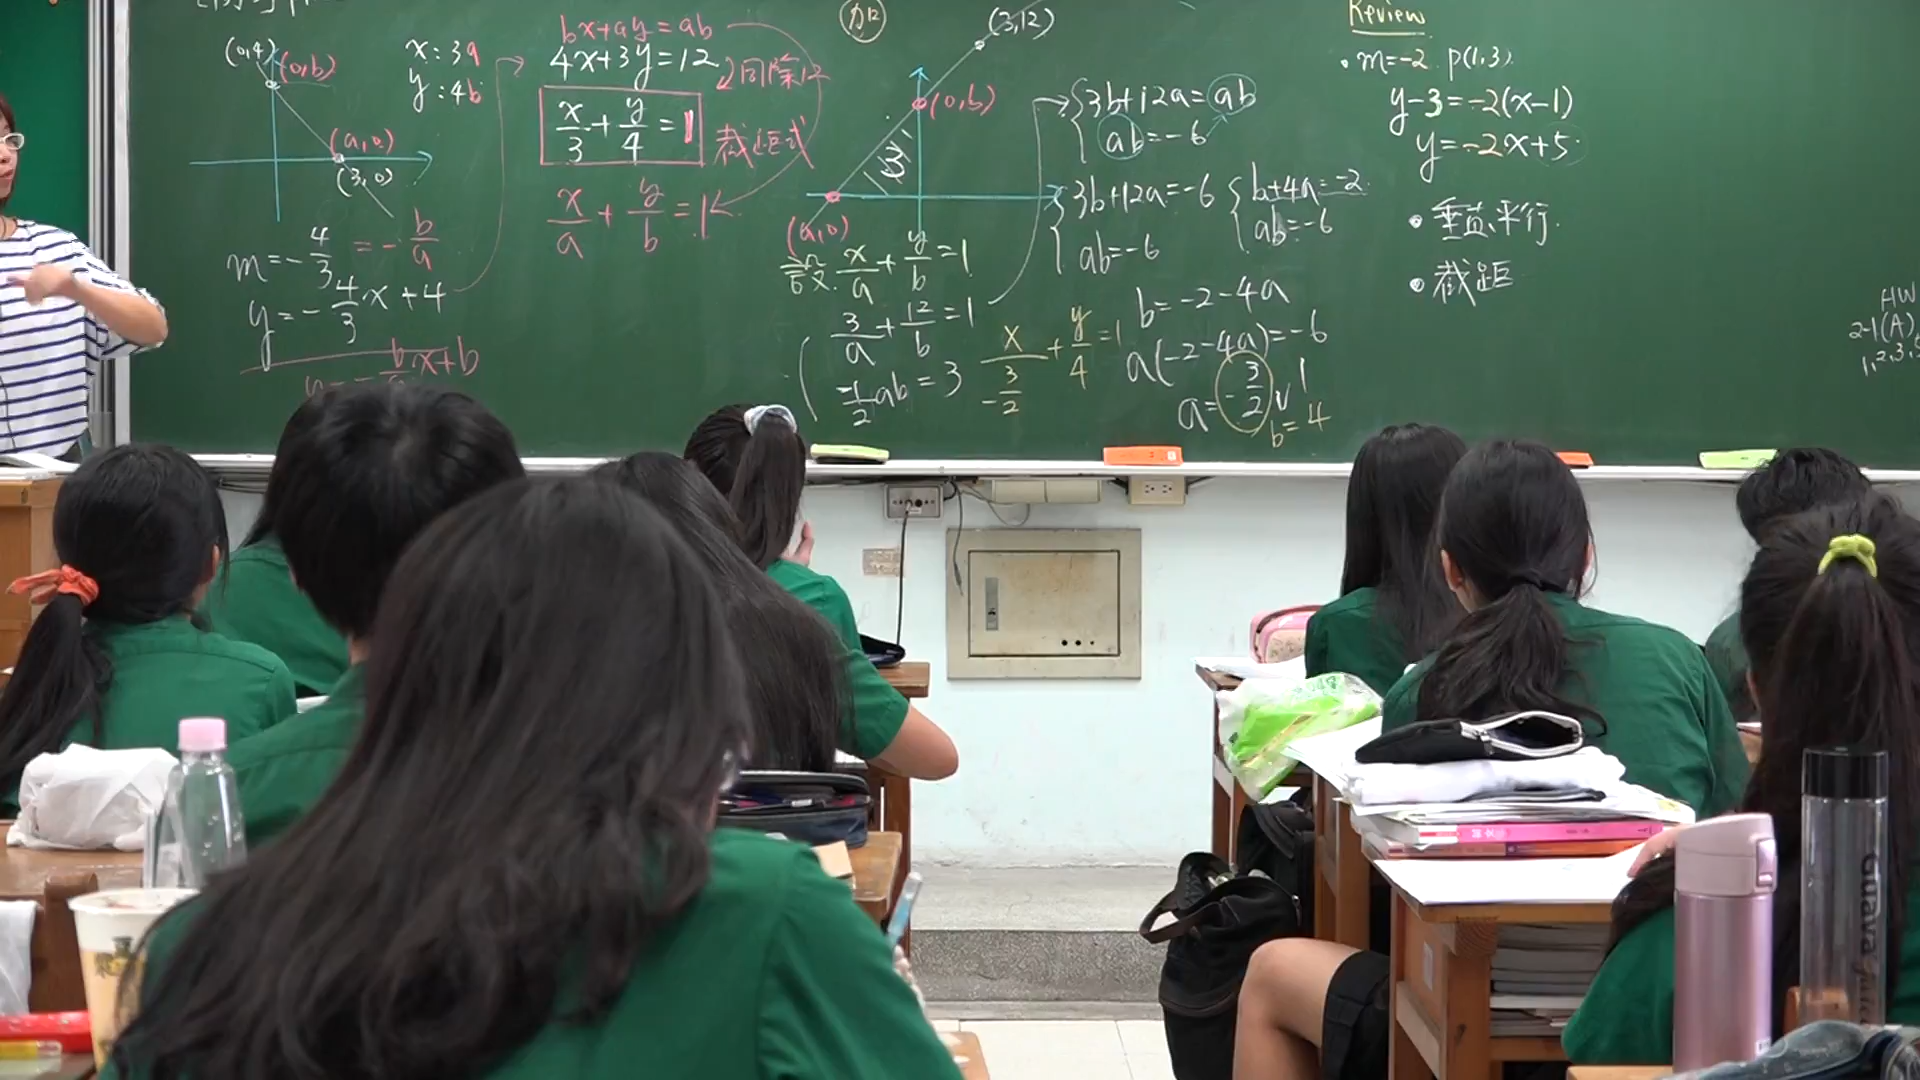 (0,4)
(0,b)
x:3a
y:4b
(a,0)
(3,0)
m=-4/3=-b/a
y=-4/3x+4
bx+ay=ab
4x+3y=12
同除12
x/3+y/4=1
截距式
x/a+y/b=1
(3,12)
(0,b)
3
(a,0)
設 x/a+y/b=1
3/a+12/b=1
-1/2ab=3
x/-3/2+y/4=1
3b+12a=ab
ab=-6
3b+12a=-6
ab=-6
b+4a=-2
ab=-6
b=-2-4a
a(-2-4a)=-6
a=-3/2,1
b=4
Review
•m=-2 P(1,3)
y-3=-2(x-1)
y=-2x+5
•垂直、平行
•截距
HW
2-1(A)
Guava